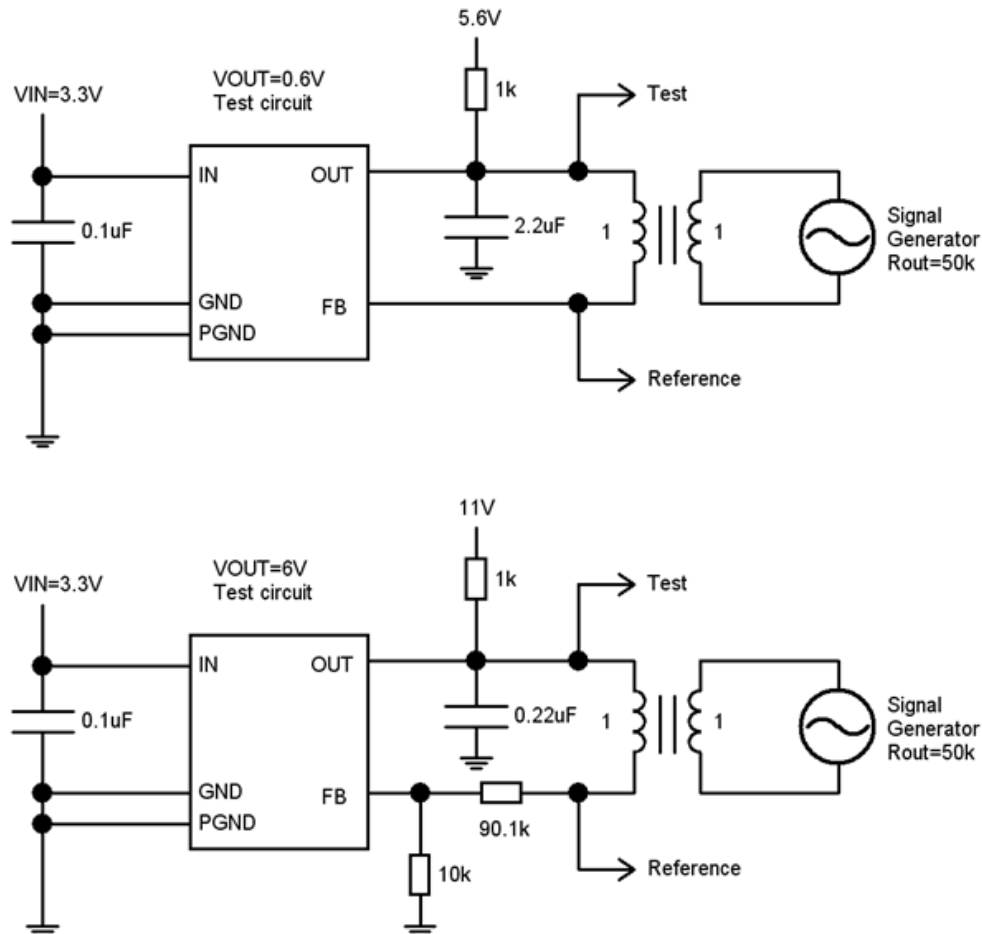 5.6V
VOUT=0.6V
Test circuit
VIN=3.3V
1k
Test
IN
OUT
0.1uF
2.2uF
1
1
Signal
Generator
Rout=50k
GND
FB
PGND
Reference
11V
VOUT=6V
Test circuit
VIN=3.3V
1k
Test
IN
OUT
0.1uF
0.22uF
1
1
Signal
Generator
Rout=50k
GND
FB
PGND
90.1k
10k
Reference